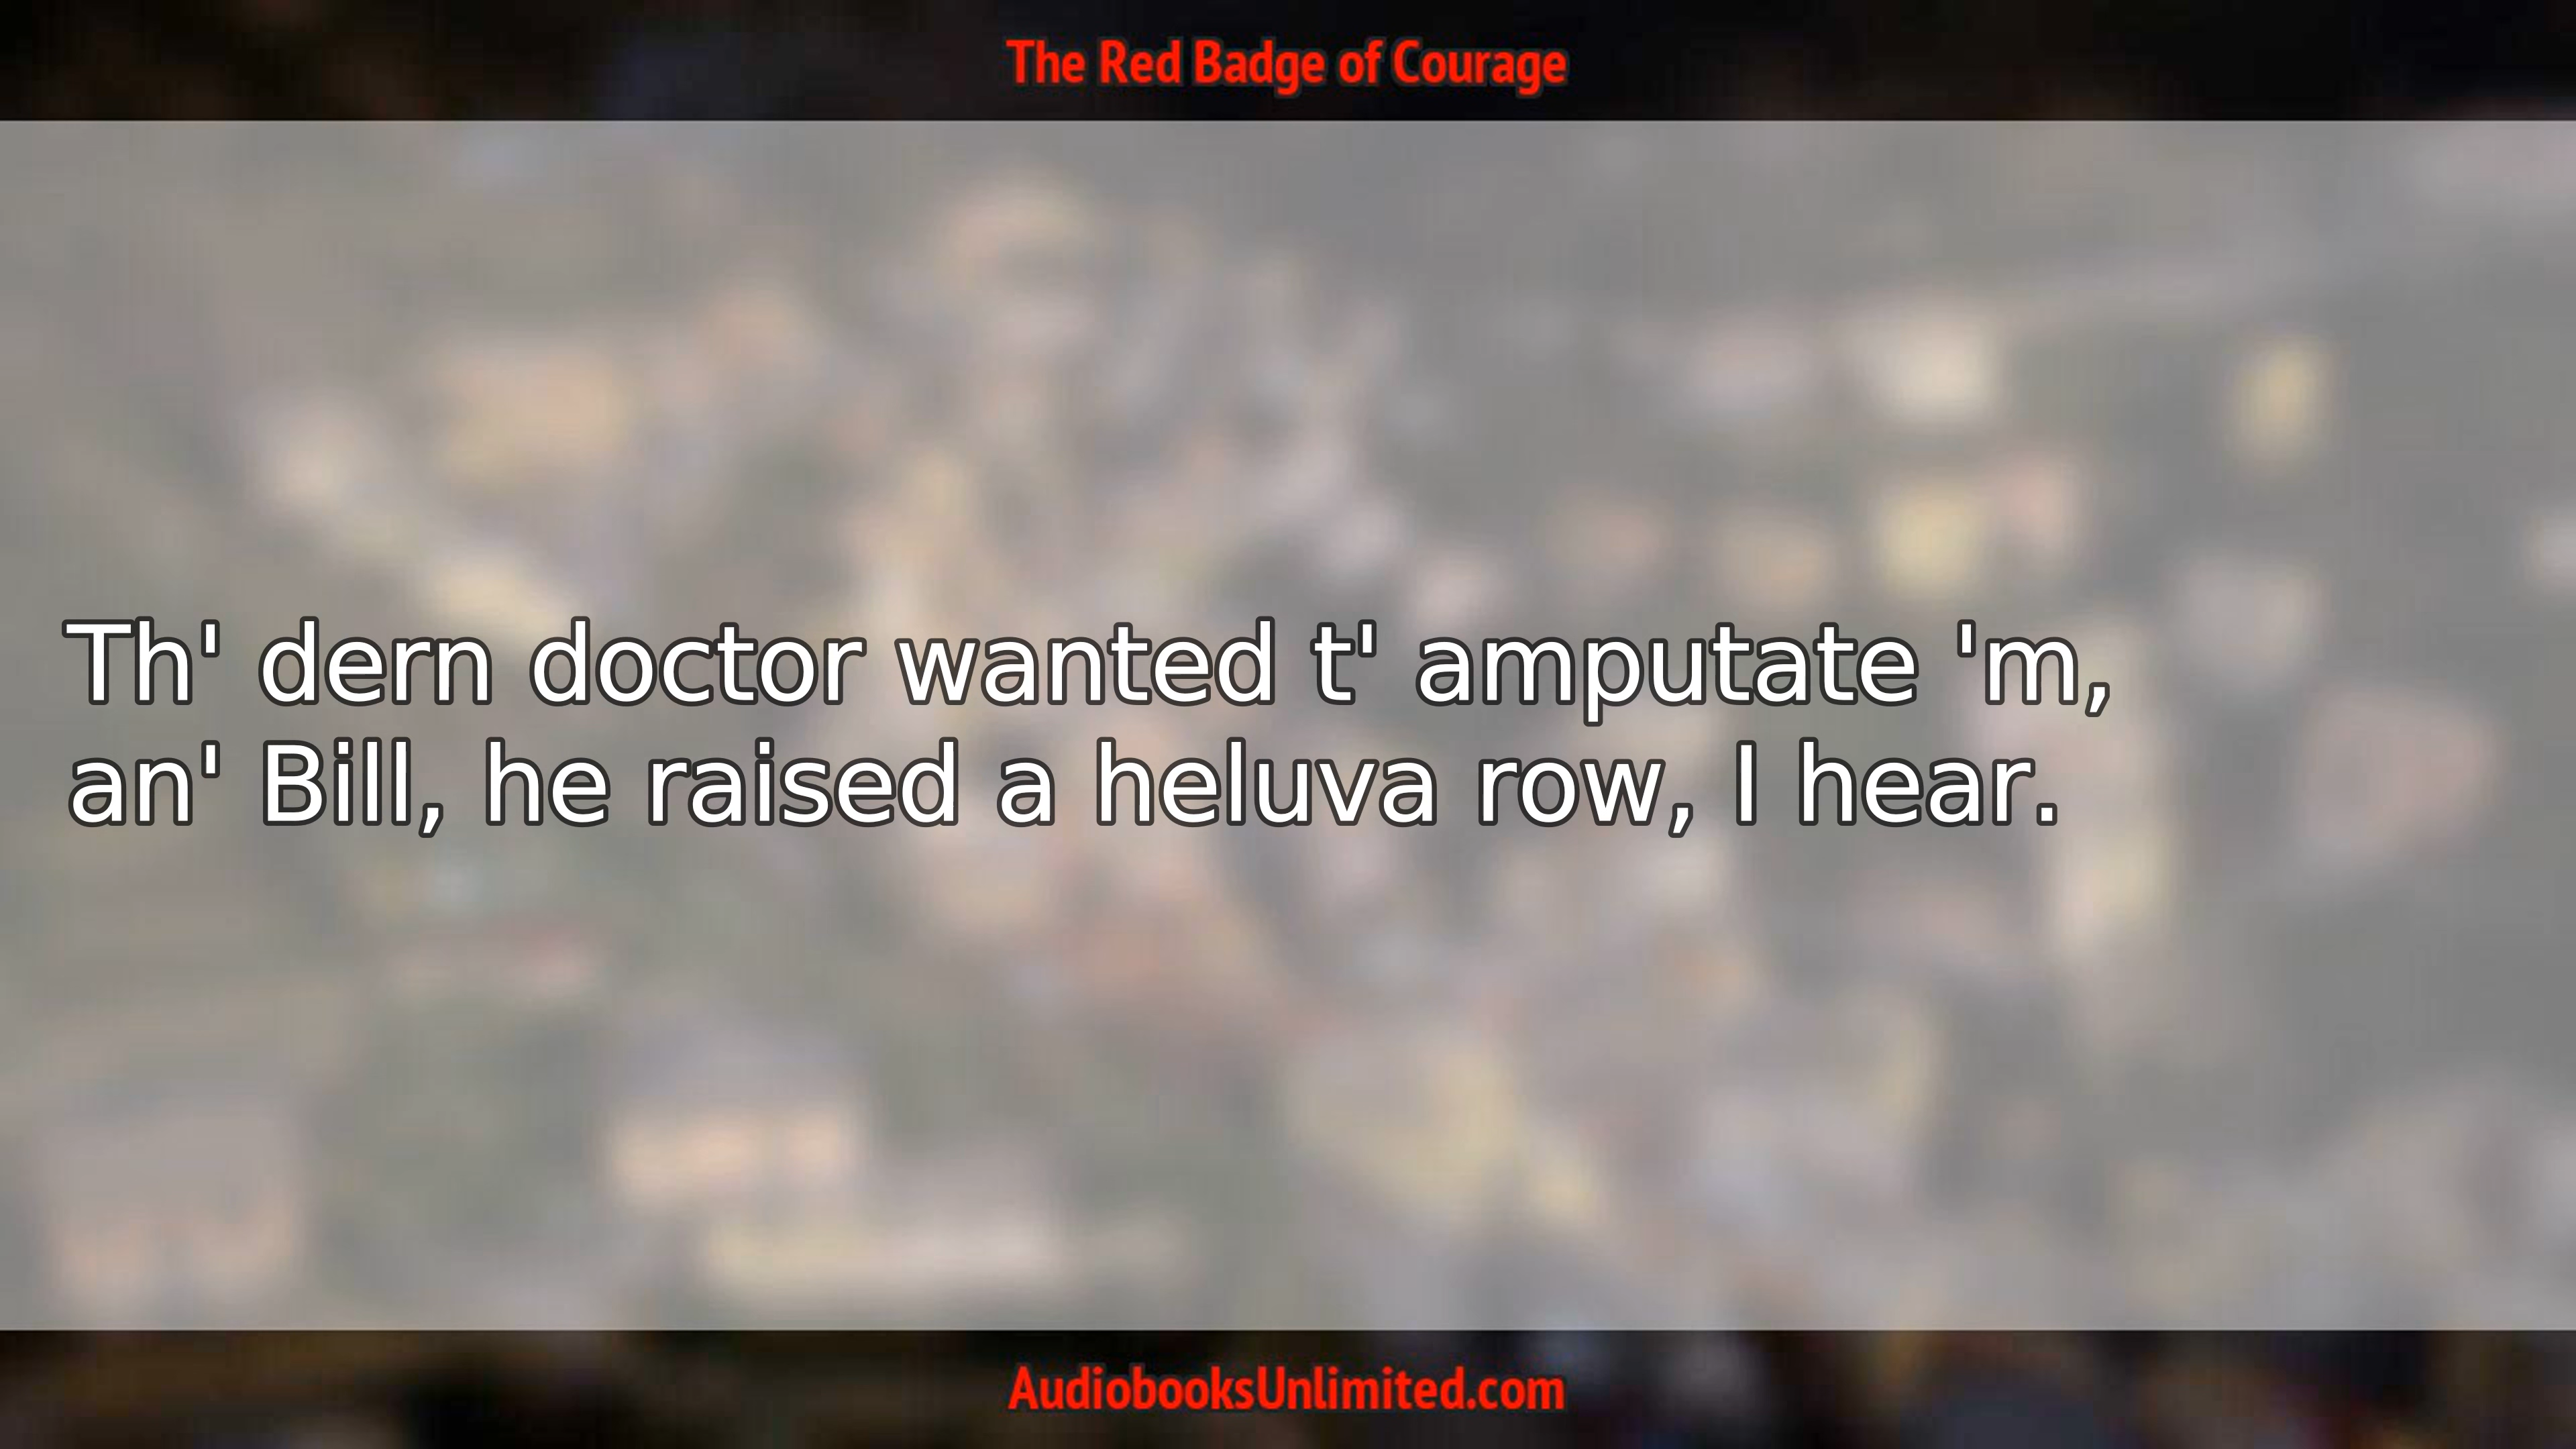 The Red Badge of Courage
Th' dern doctor wanted t' amputate 'm,
an' Bill, he raised a heluva row, I hear.
AudiobooksUnlimited.com